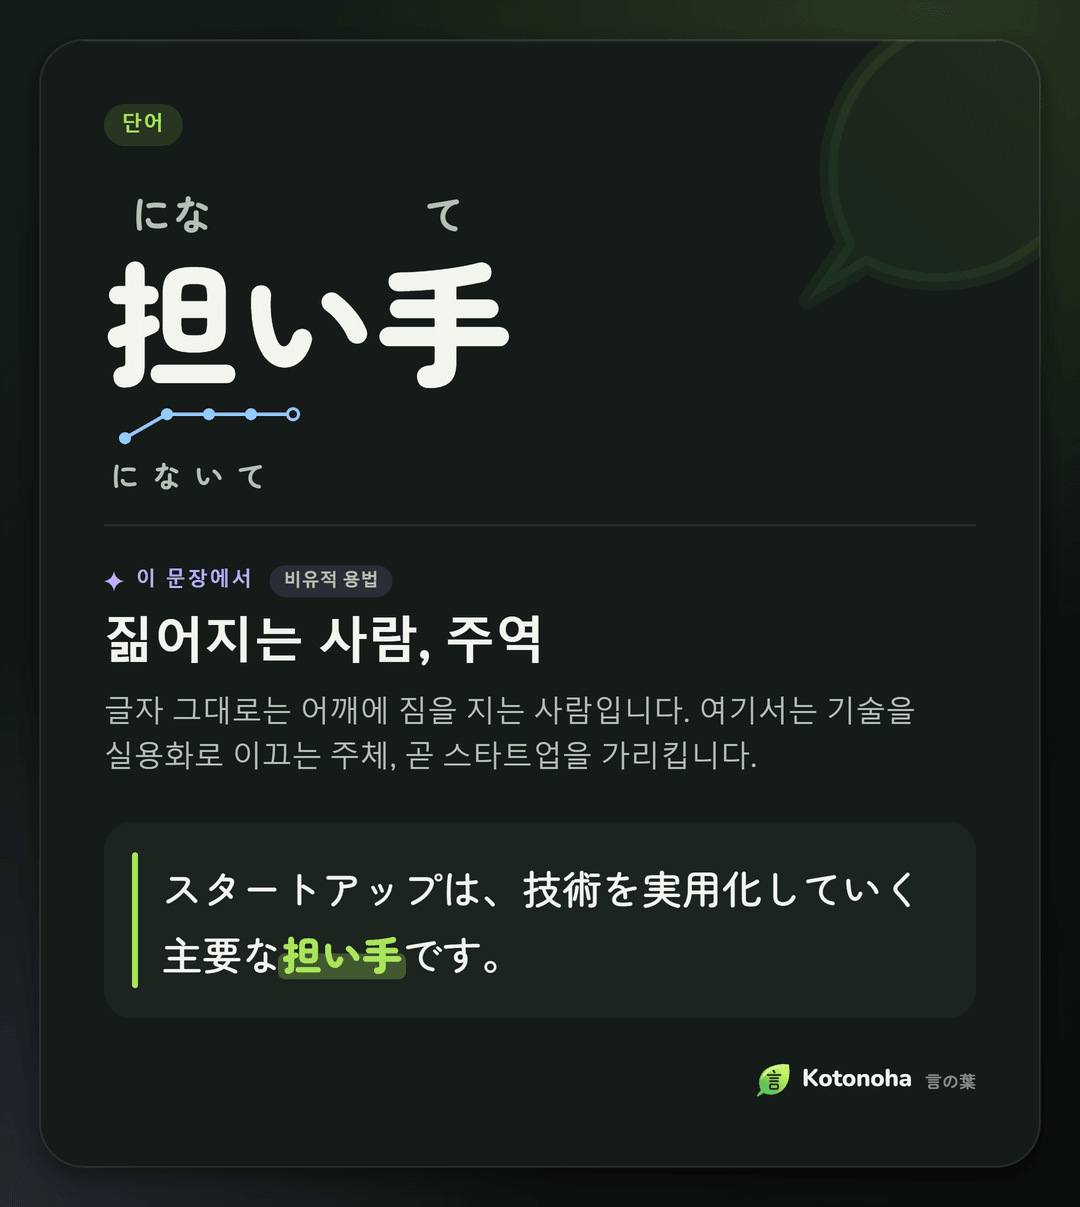 단어
にな て
担い手
にないて
이 문장에서 비유적 용법
짊어지는 사람, 주역
글자 그대로는 어깨에 짐을 지는 사람입니다. 여기서는 기술을
실용화로 이끄는 주체, 곧 스타트업을 가리킵니다.
スタートアップは、技術を実用化していく
主要な担い手です。
言 Kotonoha 言の葉